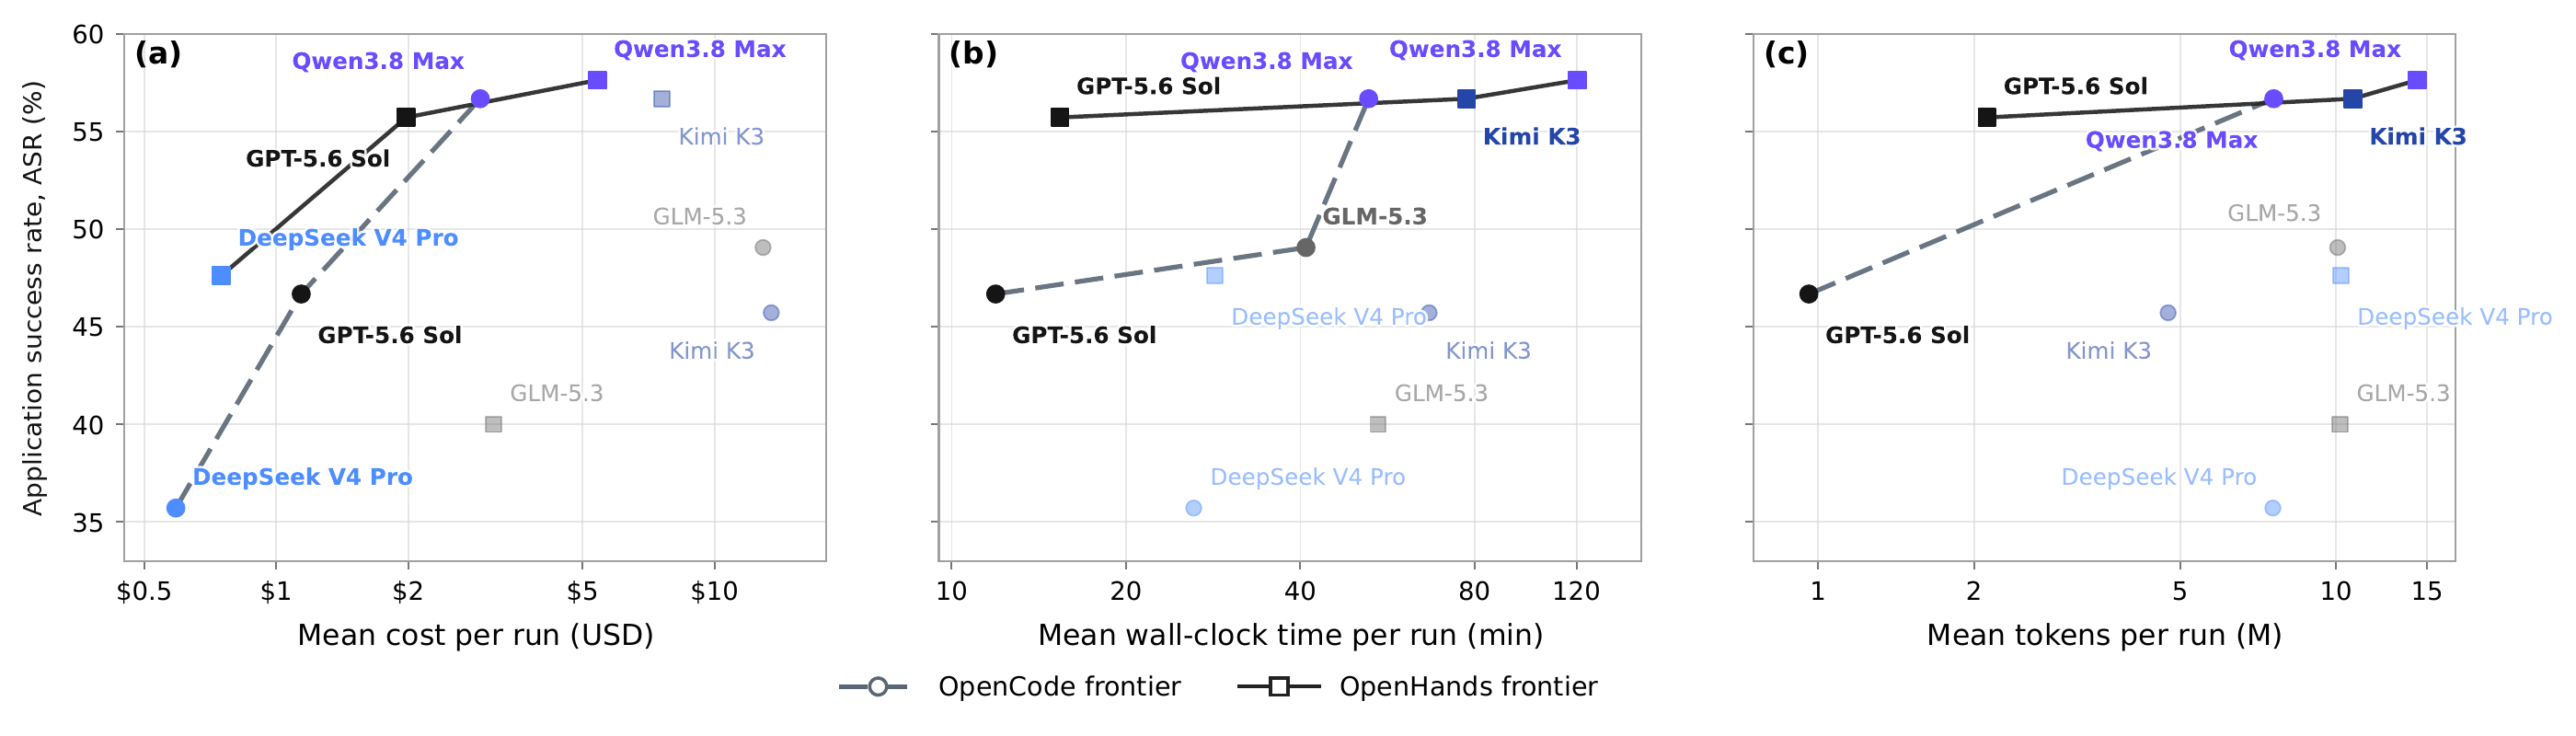 (a)
Qwen3.8 Max
Qwen3.8 Max
GPT-5.6 Sol
Kimi K3
DeepSeek V4 Pro
GLM-5.3
GPT-5.6 Sol
Kimi K3
GLM-5.3
DeepSeek V4 Pro
60
55
50
45
40
35
Application success rate, ASR (%)
$0.5 $1 $2 $5 $10
Mean cost per run (USD)
(b)
Qwen3.8 Max
Qwen3.8 Max
GPT-5.6 Sol
Kimi K3
GLM-5.3
DeepSeek V4 Pro
GPT-5.6 Sol
Kimi K3
GLM-5.3
DeepSeek V4 Pro
10 20 40 80 120
Mean wall-clock time per run (min)
(c)
Qwen3.8 Max
GPT-5.6 Sol
Qwen3.8 Max
Kimi K3
GLM-5.3
DeepSeek V4 Pro
GPT-5.6 Sol
Kimi K3
GLM-5.3
DeepSeek V4 Pro
1 2 5 10 15
Mean tokens per run (M)
OpenCode frontier
OpenHands frontier